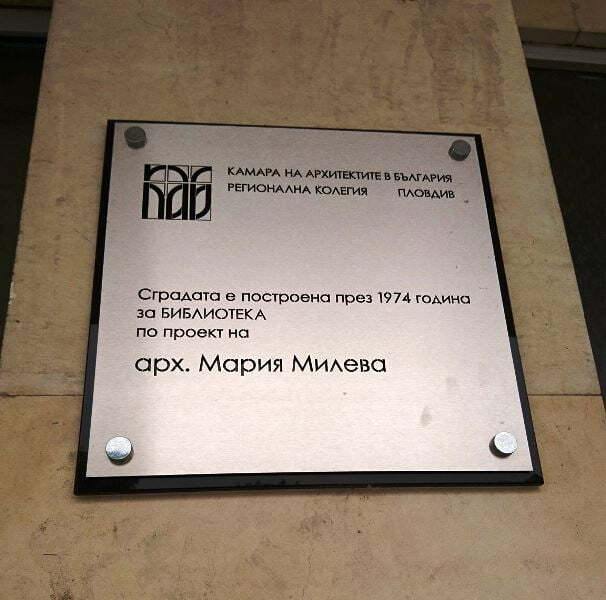 КАБ
КАМАРА НА АРХИТЕКТИТЕ В БЪЛГАРИЯ
РЕГИОНАЛНА КОЛЕГИЯ ПЛОВДИВ
Сградата е построена през 1974 година
за БИБЛИОТЕКА
по проект на
арх. Мария Милева